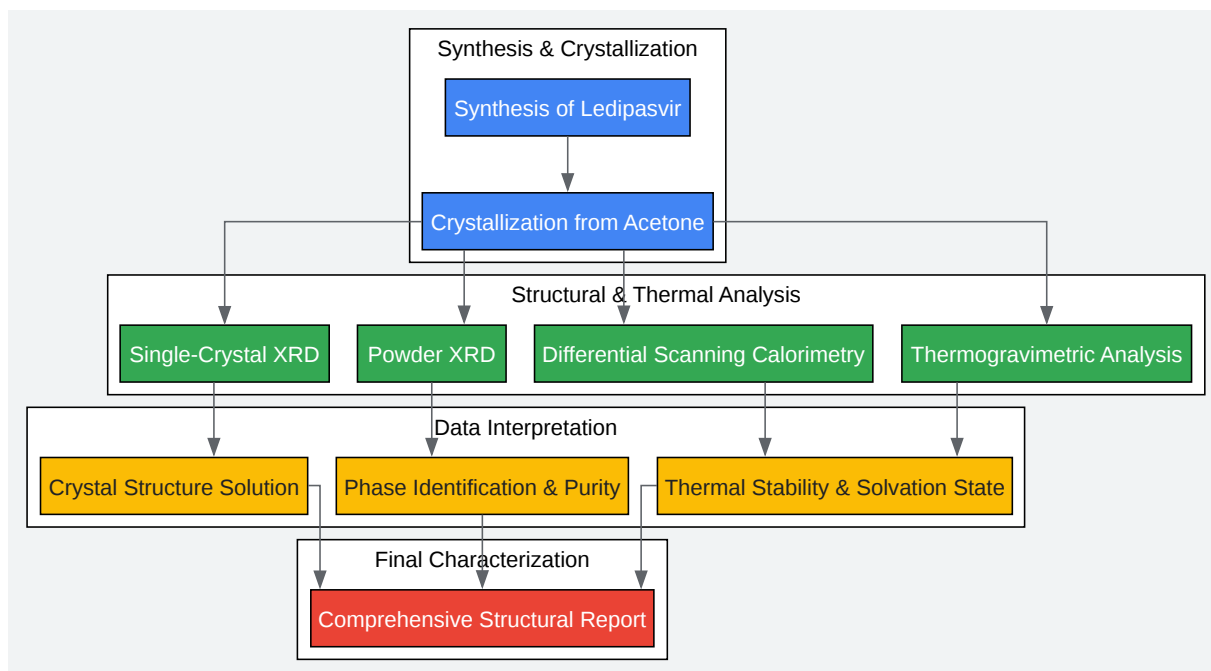 Synthesis & Crystallization
Synthesis of Ledipasvir
Crystallization from Acetone
Structural & Thermal Analysis
Single-Crystal XRD
Powder XRD
Differential Scanning Calorimetry
Thermogravimetric Analysis
Data Interpretation
Crystal Structure Solution
Phase Identification & Purity
Thermal Stability & Solvation State
Final Characterization
Comprehensive Structural Report